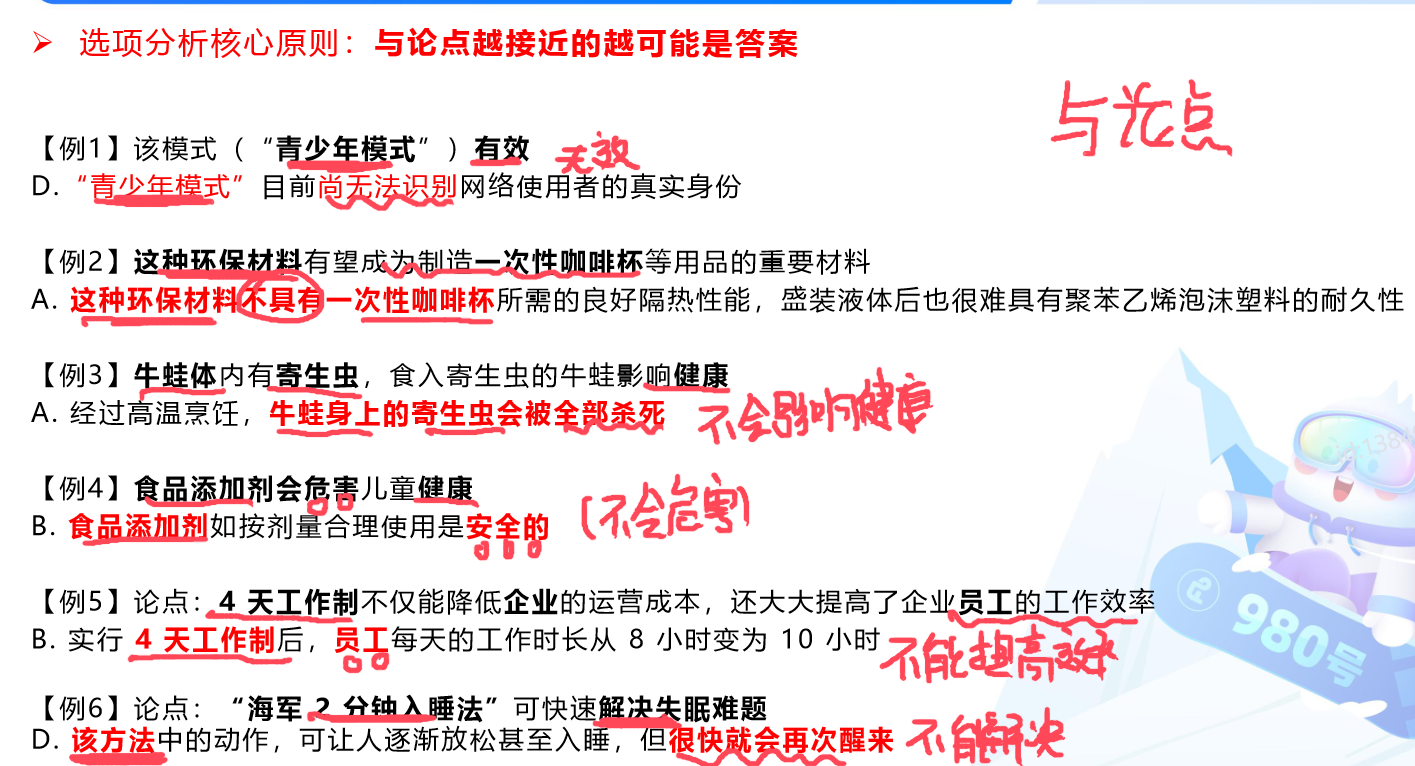 ➢ 选项分析核心原则：与论点越接近的越可能是答案
与论点
【例1】该模式（“青少年模式”）有效 无效
D. “青少年模式”目前尚无法识别网络使用者的真实身份
【例2】这种环保材料有望成为制造一次性咖啡杯等用品的重要材料
A. 这种环保材料不具有一次性咖啡杯所需的良好隔热性能，盛装液体后也很难具有聚苯乙烯泡沫塑料的耐久性
【例3】牛蛙体内有寄生虫，食入寄生虫的牛蛙影响健康
A. 经过高温烹饪，牛蛙身上的寄生虫会被全部杀死 不会影响健康
【例4】食品添加剂会危害儿童健康
B. 食品添加剂如按剂量合理使用是安全的 (不会危害)
【例5】论点：4 天工作制不仅能降低企业的运营成本，还大大提高了企业员工的工作效率
B. 实行 4 天工作制后，员工每天的工作时长从 8 小时变为 10 小时 不能提高效率
【例6】论点：“海军 2 分钟入睡法”可快速解决失眠难题
D. 该方法中的动作，可让人逐渐放松甚至入睡，但很快就会再次醒来 不能解决
980号